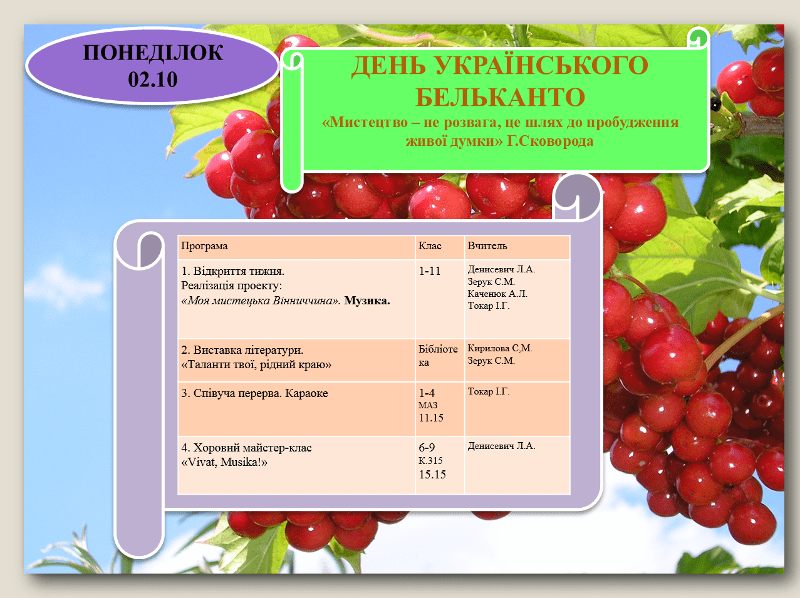 ПОНЕДІЛОК
02.10
ДЕНЬ УКРАЇНСЬКОГО
БЕЛЬКАНТО
«Мистецтво – не розвага, це шлях до пробудження
живої думки» Г.Сковорода
Програма Клас Вчитель
1. Відкриття тижня.
Реалізація проекту:
«Моя мистецька Вінниччина». Музика.
1-11
Денисевич Л.А.
Зерук С.М.
Каченюк А.Л.
Токар І.Г.
2. Виставка літератури.
«Таланти твої, рідний краю»
Бібліоте
ка
Кирилова С,М.
Зерук С.М.
3. Співуча перерва. Караоке
1-4
МАЗ
11.15
Токар І.Г.
4. Хоровий майстер-клас
«Vivat, Musika!»
6-9
К.315
15.15
Денисевич Л.А.